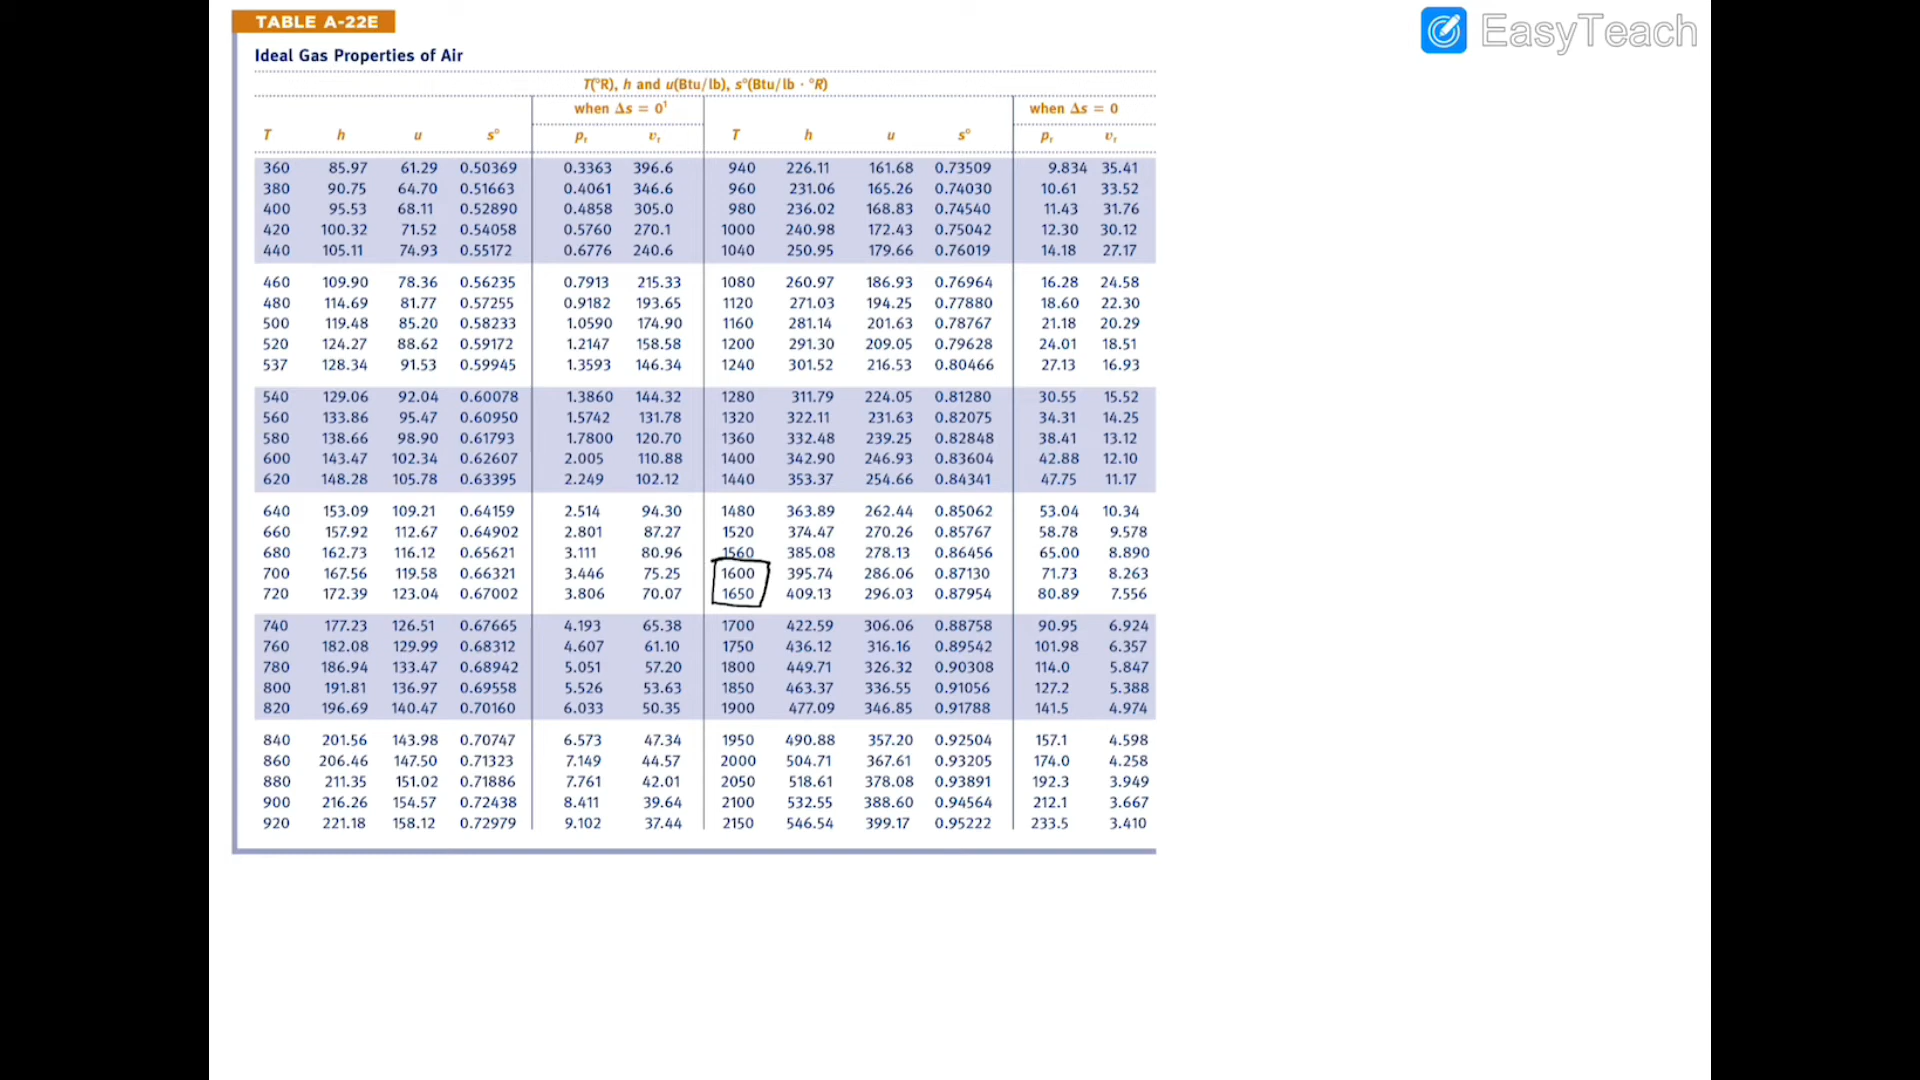 TABLE A-22E
EasyTeach
Ideal Gas Properties of Air
T(°R), h and u(Btu/lb), s°(Btu/lb · °R)
when Δs = 0¹ when Δs = 0
T h u s° pᵣ υᵣ T h u s° pᵣ υᵣ
360 85.97 61.29 0.50369 0.3363 396.6 940 226.11 161.68 0.73509 9.834 35.41
380 90.75 64.70 0.51663 0.4061 346.6 960 231.06 165.26 0.74030 10.61 33.52
400 95.53 68.11 0.52890 0.4858 305.0 980 236.02 168.83 0.74540 11.43 31.76
420 100.32 71.52 0.54058 0.5760 270.1 1000 240.98 172.43 0.75042 12.30 30.12
440 105.11 74.93 0.55172 0.6776 240.6 1040 250.95 179.66 0.76019 14.18 27.17
460 109.90 78.36 0.56235 0.7913 215.33 1080 260.97 186.93 0.76964 16.28 24.58
480 114.69 81.77 0.57255 0.9182 193.65 1120 271.03 194.25 0.77880 18.60 22.30
500 119.48 85.20 0.58233 1.0590 174.90 1160 281.14 201.63 0.78767 21.18 20.29
520 124.27 88.62 0.59172 1.2147 158.58 1200 291.30 209.05 0.79628 24.01 18.51
537 128.34 91.53 0.59945 1.3593 146.34 1240 301.52 216.53 0.80466 27.13 16.93
540 129.06 92.04 0.60078 1.3860 144.32 1280 311.79 224.05 0.81280 30.55 15.52
560 133.86 95.47 0.60950 1.5742 131.78 1320 322.11 231.63 0.82075 34.31 14.25
580 138.66 98.90 0.61793 1.7800 120.70 1360 332.48 239.25 0.82848 38.41 13.12
600 143.47 102.34 0.62607 2.005 110.88 1400 342.90 246.93 0.83604 42.88 12.10
620 148.28 105.78 0.63395 2.249 102.12 1440 353.37 254.66 0.84341 47.75 11.17
640 153.09 109.21 0.64159 2.514 94.30 1480 363.89 262.44 0.85062 53.04 10.34
660 157.92 112.67 0.64902 2.801 87.27 1520 374.47 270.26 0.85767 58.78 9.578
680 162.73 116.12 0.65621 3.111 80.96 1560 385.08 278.13 0.86456 65.00 8.890
700 167.56 119.58 0.66321 3.446 75.25 1600 395.74 286.06 0.87130 71.73 8.263
720 172.39 123.04 0.67002 3.806 70.07 1650 409.13 296.03 0.87954 80.89 7.556
740 177.23 126.51 0.67665 4.193 65.38 1700 422.59 306.06 0.88758 90.95 6.924
760 182.08 129.99 0.68312 4.607 61.10 1750 436.12 316.16 0.89542 101.98 6.357
780 186.94 133.47 0.68942 5.051 57.20 1800 449.71 326.32 0.90308 114.0 5.847
800 191.81 136.97 0.69558 5.526 53.63 1850 463.37 336.55 0.91056 127.2 5.388
820 196.69 140.47 0.70160 6.033 50.35 1900 477.09 346.85 0.91788 141.5 4.974
840 201.56 143.98 0.70747 6.573 47.34 1950 490.88 357.20 0.92504 157.1 4.598
860 206.46 147.50 0.71323 7.149 44.57 2000 504.71 367.61 0.93205 174.0 4.258
880 211.35 151.02 0.71886 7.761 42.01 2050 518.61 378.08 0.93891 192.3 3.949
900 216.26 154.57 0.72438 8.411 39.64 2100 532.55 388.60 0.94564 212.1 3.667
920 221.18 158.12 0.72979 9.102 37.44 2150 546.54 399.17 0.95222 233.5 3.410